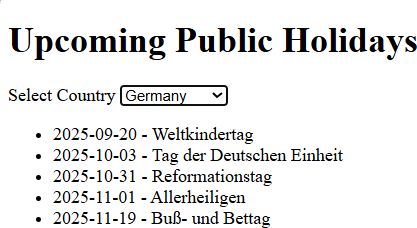 Upcoming Public Holidays
Select Country Germany
2025-09-20 - Weltkindertag
2025-10-03 - Tag der Deutschen Einheit
2025-10-31 - Reformationstag
2025-11-01 - Allerheiligen
2025-11-19 - Buß- und Bettag